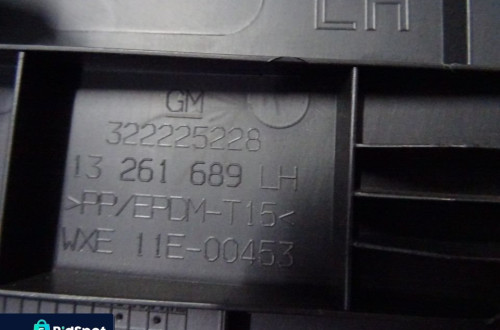 LH
GM
322225228
13 261 689 LH
>PP/EPDM-T15<
WXE 11E-00453